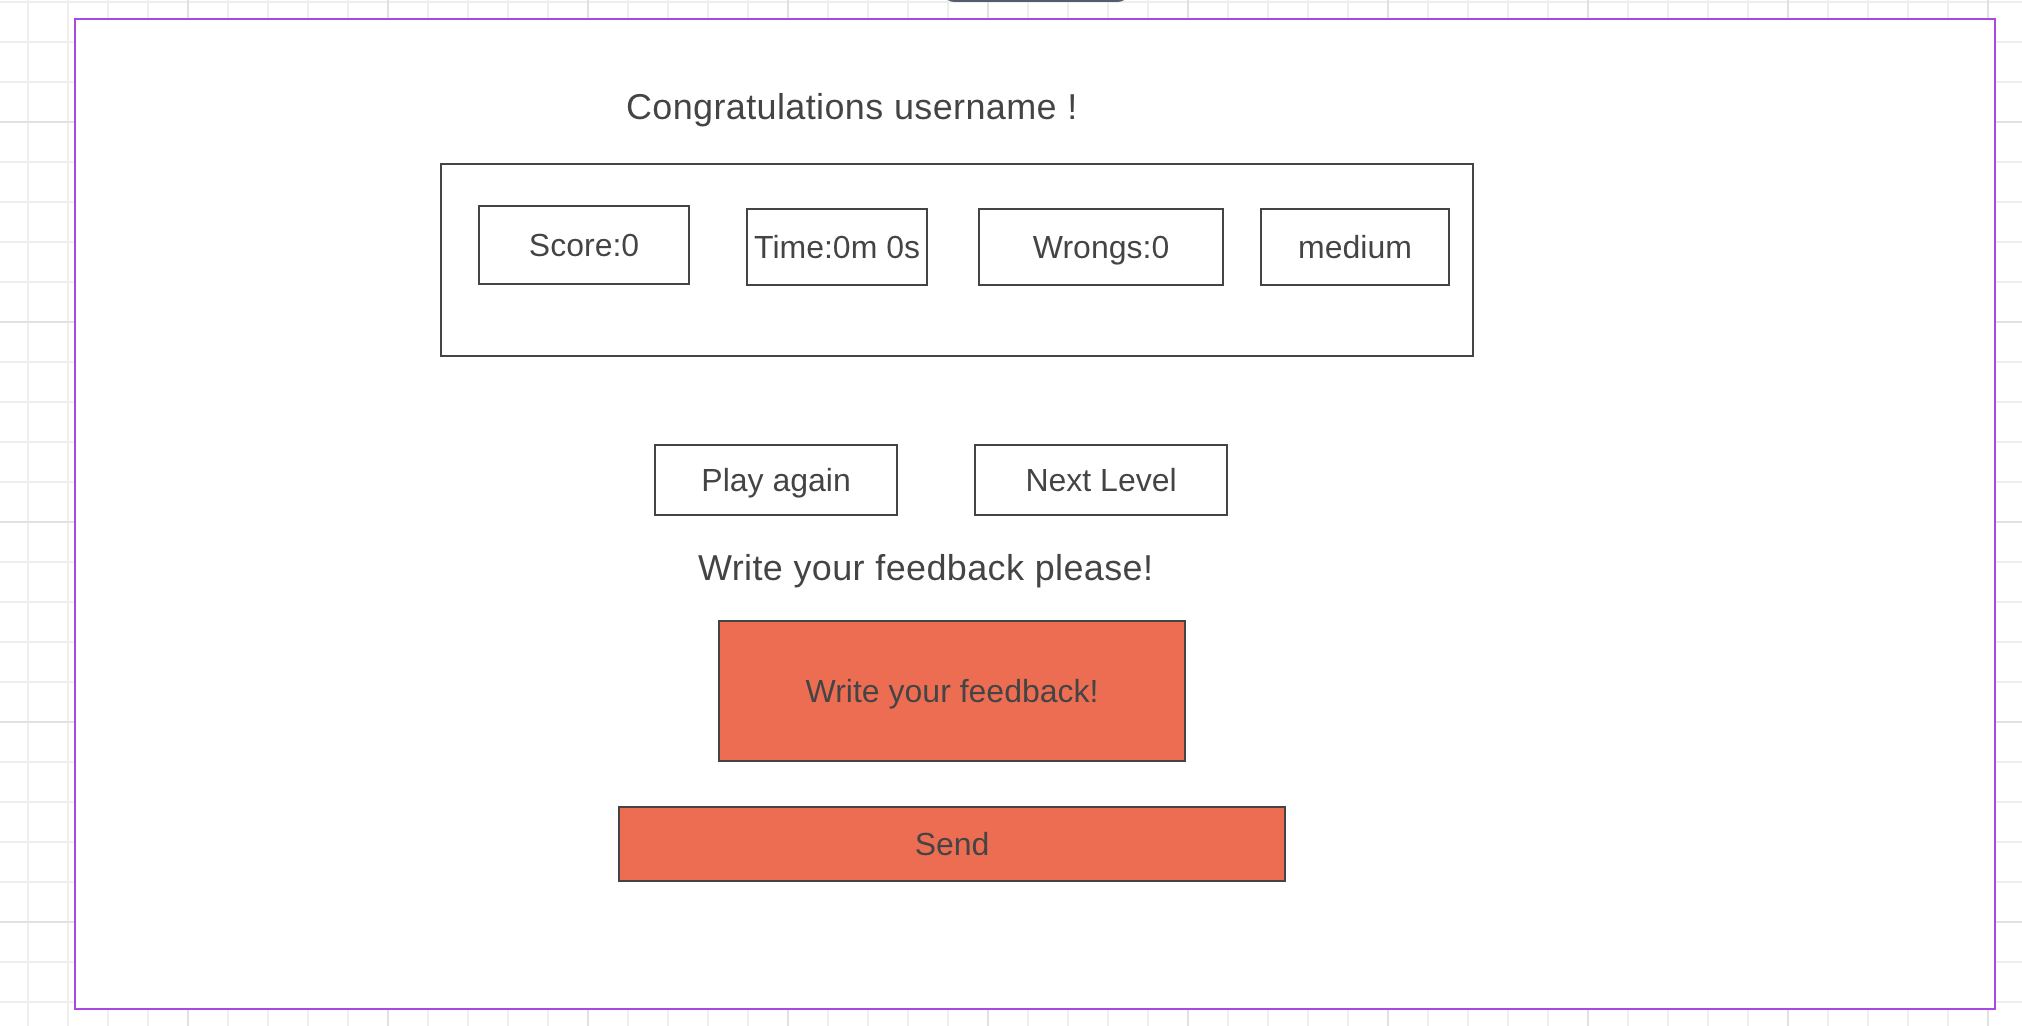 Congratulations username !
Score:0
Time:0m 0s
Wrongs:0
medium
Play again
Next Level
Write your feedback please!
Write your feedback!
Send